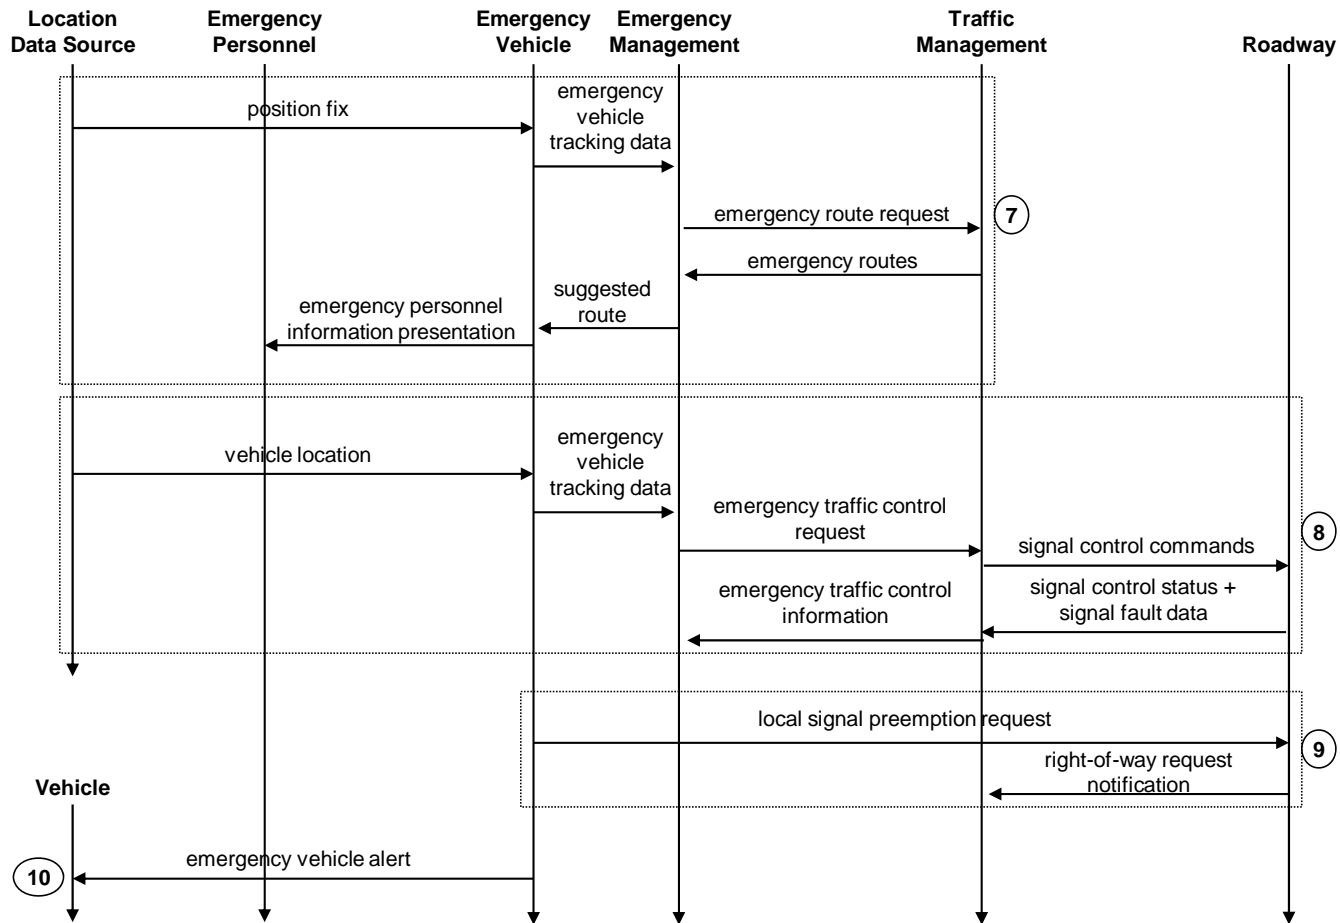 Location
Data Source
Emergency
Personnel
Emergency
Vehicle
Emergency
Management
Traffic
Management
Roadway
position fix
emergency
vehicle
tracking data
emergency route request
7
emergency routes
suggested
route
emergency personnel
information presentation
vehicle location
emergency
vehicle
tracking data
emergency traffic control
request
8
signal control commands
emergency traffic control
information
signal control status +
signal fault data
local signal preemption request
9
right-of-way request
notification
Vehicle
emergency vehicle alert
10